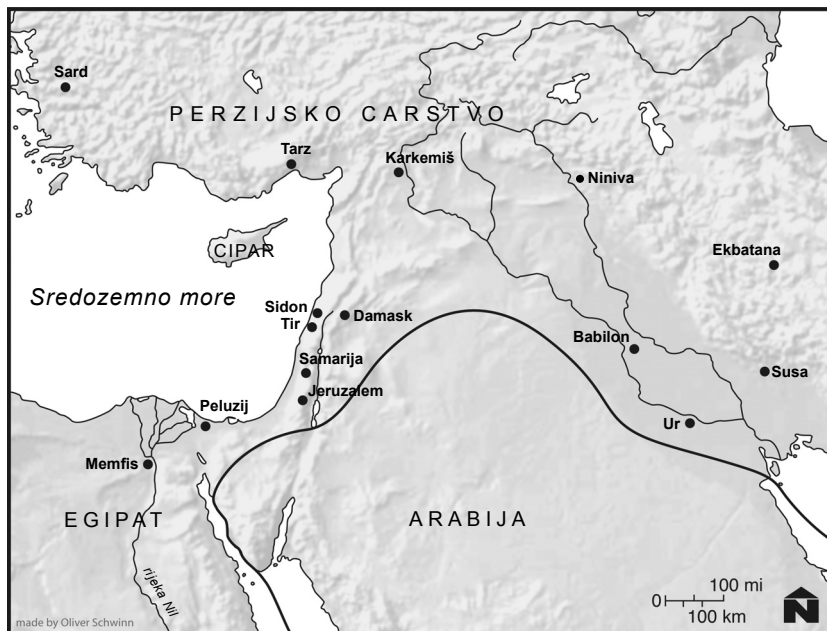 Sard
PERZIJSKO CARSTVO
Tarz
Karkemiš
Niniva
CIPAR
Ekbatana
Sredozemno more
Sidon
Tir
Damask
Babilon
Samarija
Susa
Jeruzalem
Peluzij
Ur
Memfis
EGIPAT
ARABIJA
rijeka Nil
100 mi
0
100 km
N
made by Oliver Schwinn